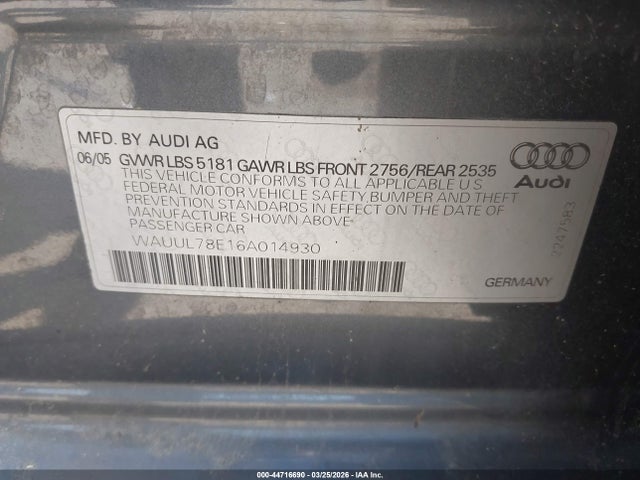 MFD. BY AUDI AG
06/05 GVWR LBS 5181 GAWR LBS FRONT 2756/REAR 2535
THIS VEHICLE CONFORMS TO ALL APPLICABLE U S
FEDERAL MOTOR VEHICLE SAFETY,BUMPER AND THEFT
PREVENTION STANDARDS IN EFFECT ON THE DATE OF
MANUFACTURE SHOWN ABOVE-
PASSENGER CAR
WAUUL78E16A014930
Audi
2247583
GERMANY
000-44716690 - 03/25/2026 - IAA Inc.